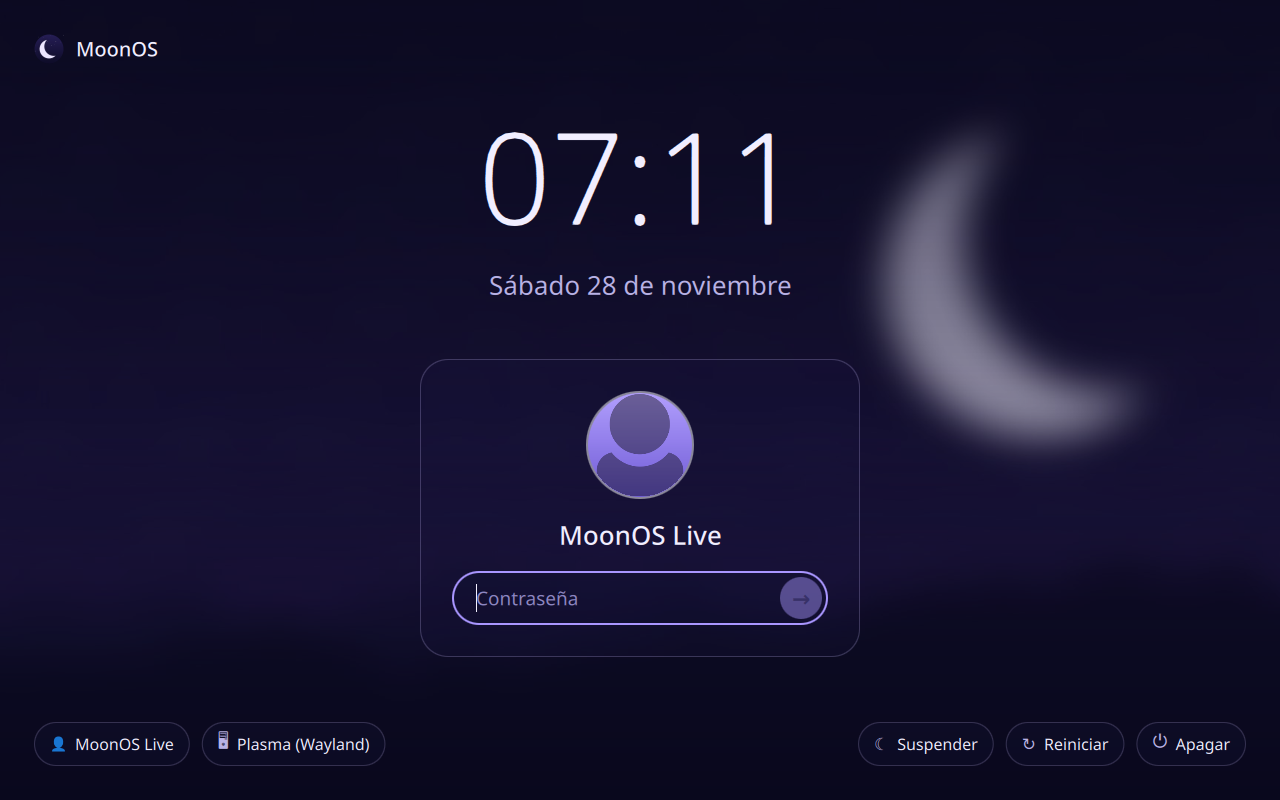 MoonOS
07:11
Sábado 28 de noviembre
MoonOS Live
Contraseña
MoonOS Live
Plasma (Wayland)
Suspender
Reiniciar
Apagar